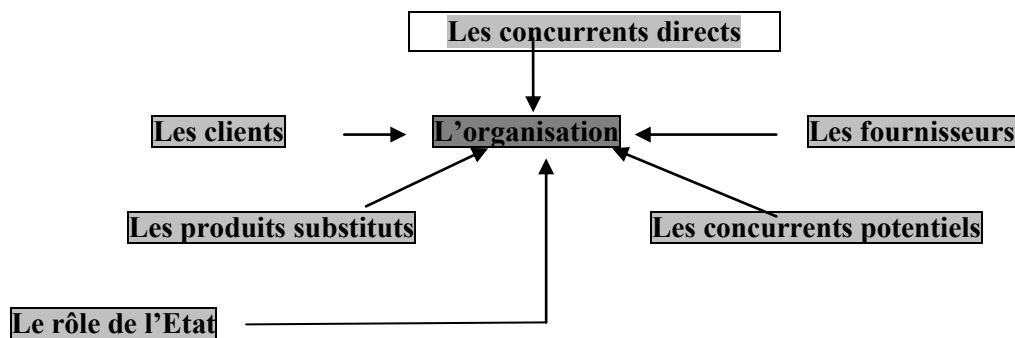 Les concurrents directs
Les clients
L’organisation
Les fournisseurs
Les produits substituts
Les concurrents potentiels
Le rôle de l’Etat